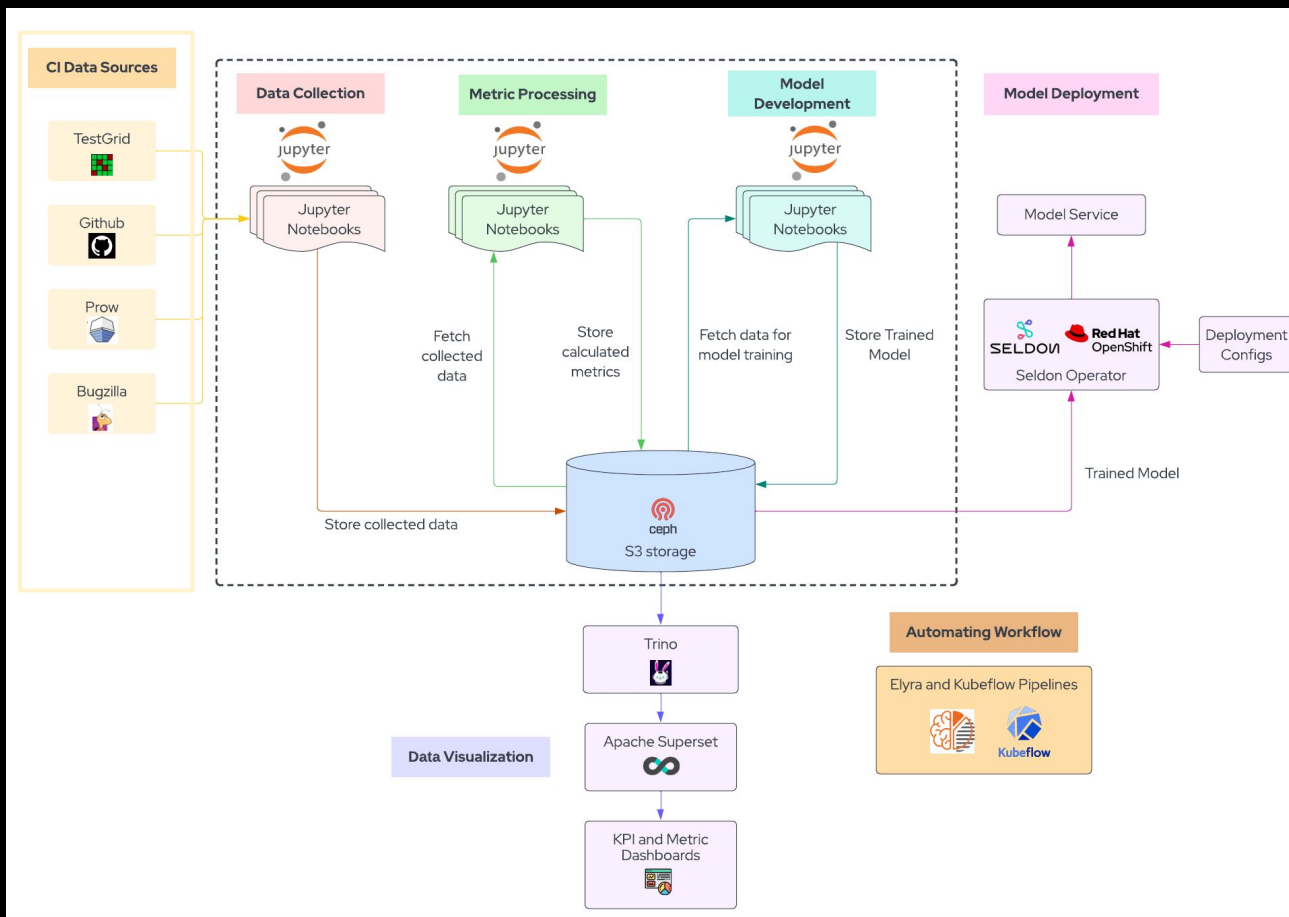 CI Data Sources
TestGrid
Github
Prow
Bugzilla
Data Collection
jupyter
Jupyter
Notebooks
Metric Processing
jupyter
Jupyter
Notebooks
Model
Development
jupyter
Jupyter
Notebooks
Fetch
collected
data
Store
calculated
metrics
Fetch data for
model training
Store Trained
Model
Store collected data
ceph
S3 storage
Model Deployment
Model Service
SELDON
Red Hat
OpenShift
Seldon Operator
Deployment
Configs
Trained Model
Trino
Data Visualization
Apache Superset
KPI and Metric
Dashboards
Automating Workflow
Elyra and Kubeflow Pipelines
Kubeflow